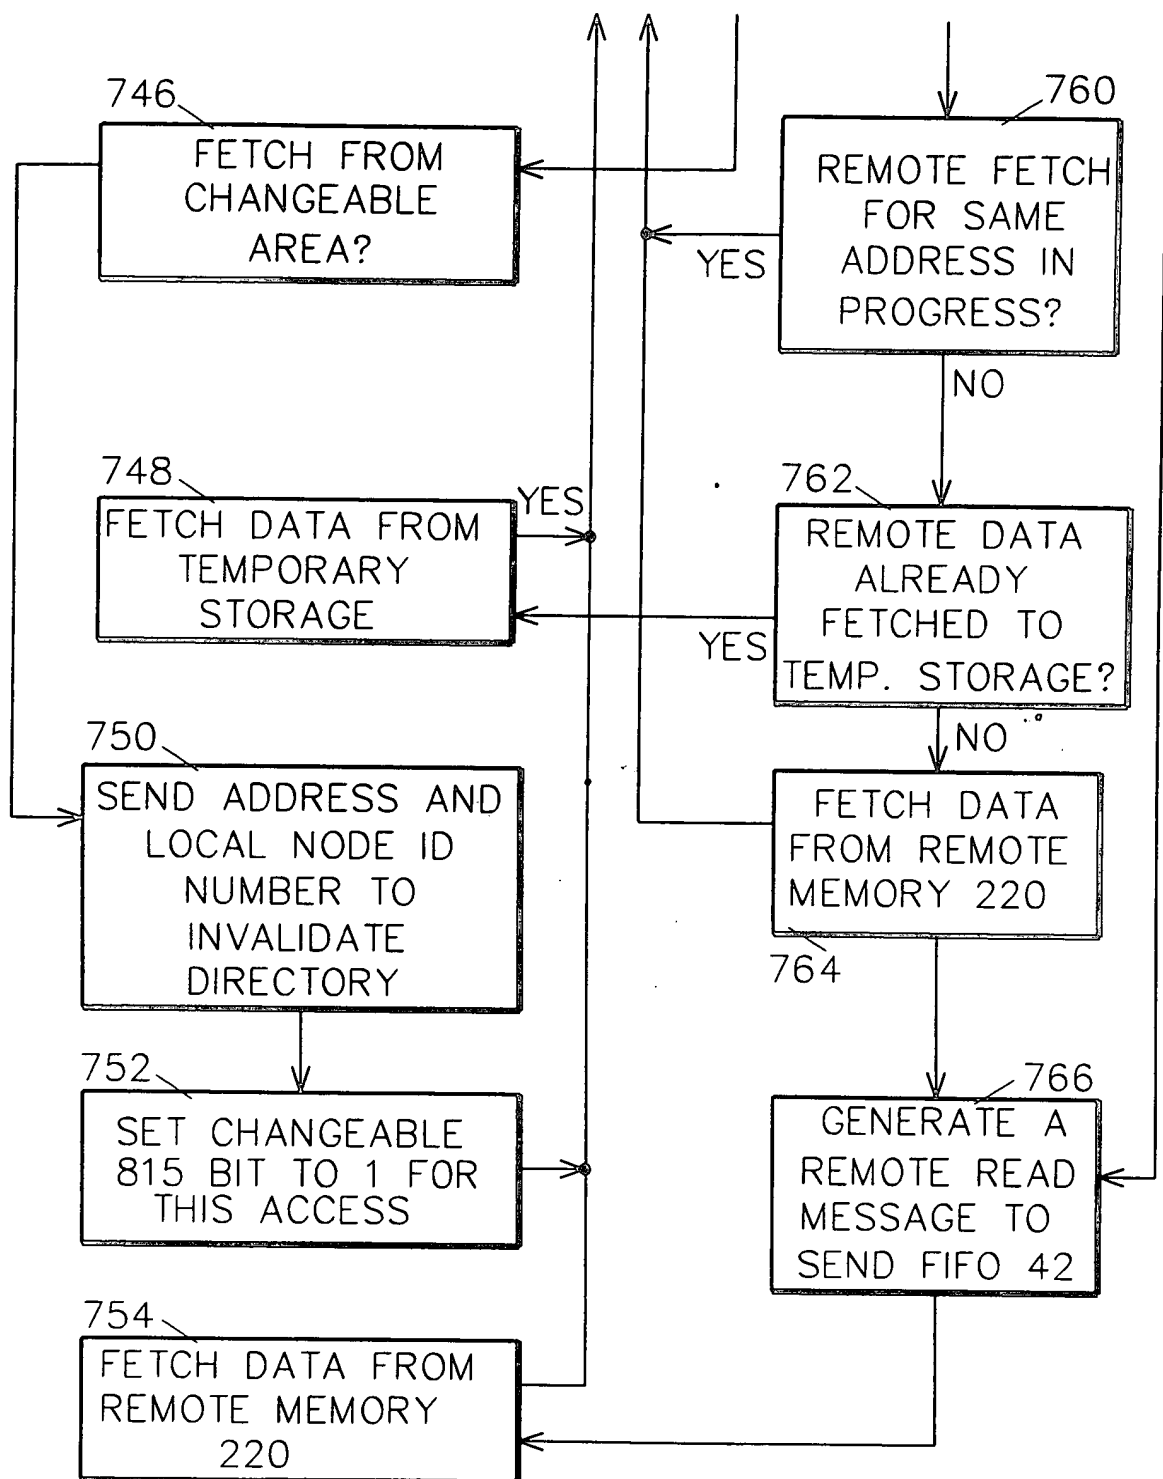 746
FETCH FROM
CHANGEABLE
AREA?
760
REMOTE FETCH
FOR SAME
ADDRESS IN
PROGRESS?
YES
NO
748
FETCH DATA FROM
TEMPORARY
STORAGE
YES
762
REMOTE DATA
ALREADY
FETCHED TO
TEMP. STORAGE?
YES
NO
750
SEND ADDRESS AND
LOCAL NODE ID
NUMBER TO
INVALIDATE
DIRECTORY
FETCH DATA
FROM REMOTE
MEMORY 220
764
752
SET CHANGEABLE
815 BIT TO 1 FOR
THIS ACCESS
766
GENERATE A
REMOTE READ
MESSAGE TO
SEND FIFO 42
754
FETCH DATA FROM
REMOTE MEMORY
220